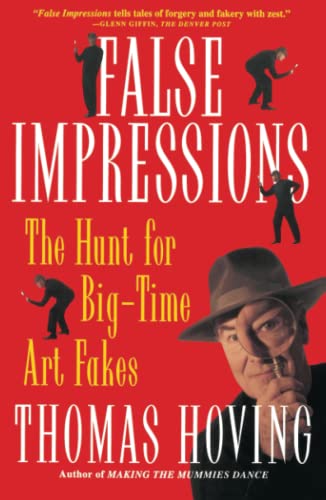 "False Impressions tells tales of forgery and fakery with zest."
—GLENN GIFFIN, THE DENVER POST
FALSE
IMPRESSIONS
The Hunt for
Big-Time
Art Fakes
THOMAS HOVING
Author of MAKING THE MUMMIES DANCE